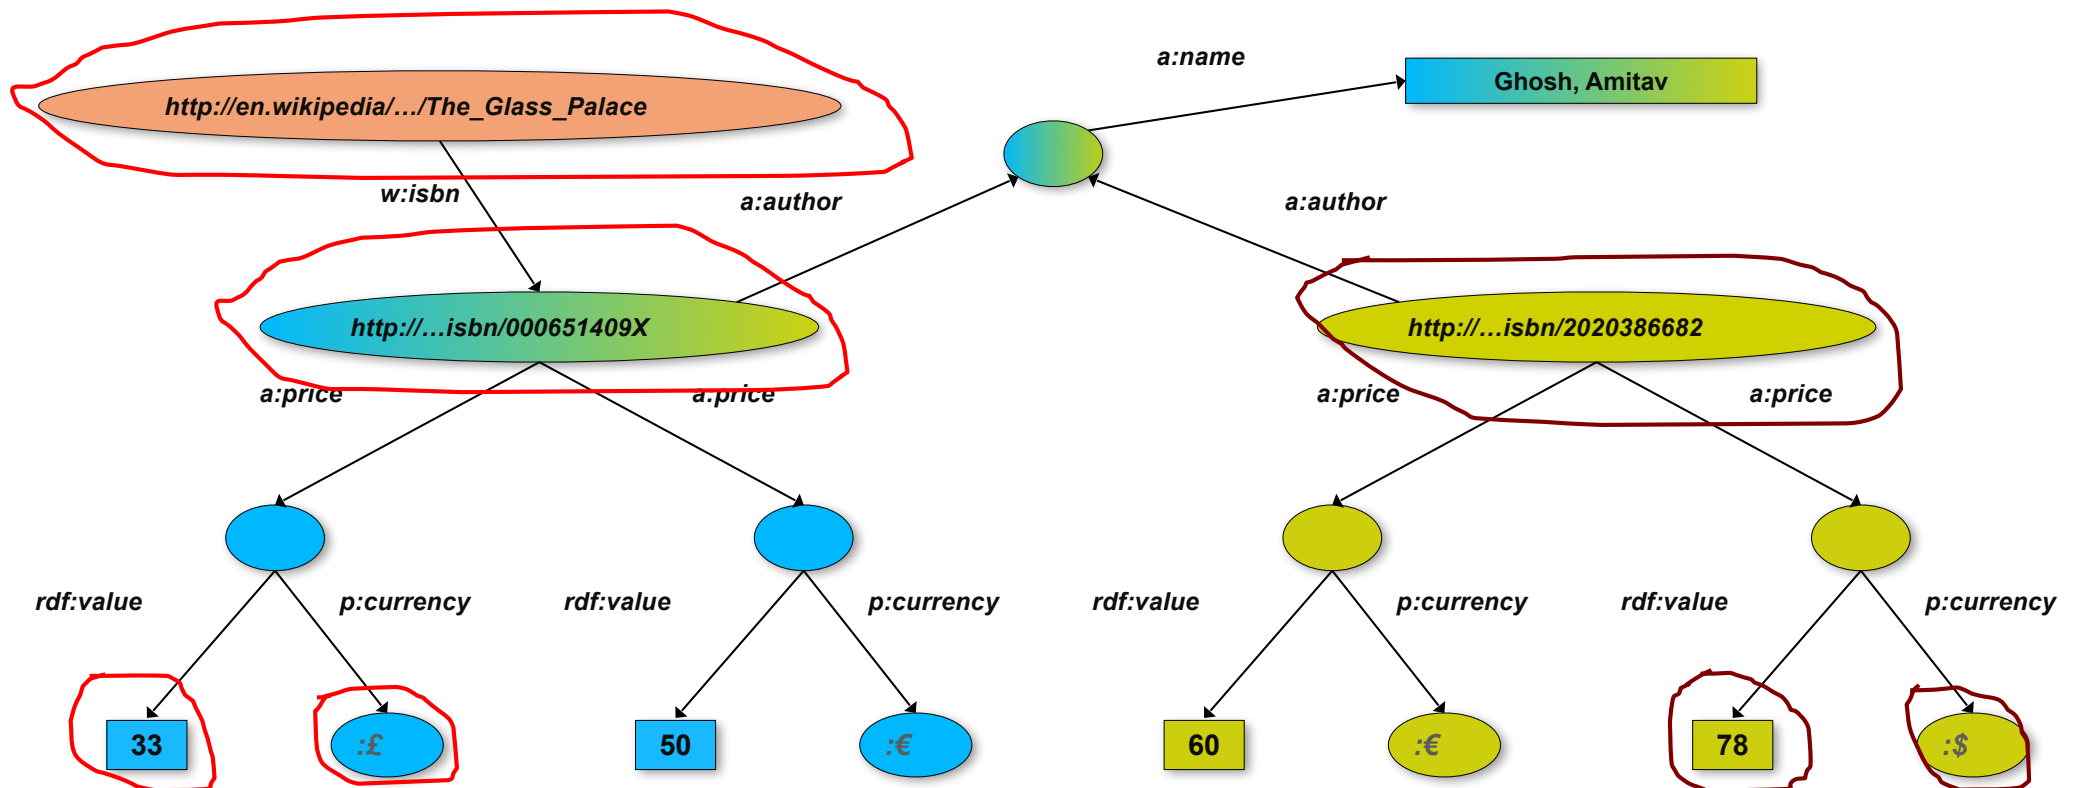 a:name
Ghosh, Amitav
http://en.wikipedia/…/The_Glass_Palace
w:isbn
a:author
a:author
http://…isbn/000651409X
http://…isbn/2020386682
a:price
a:price
a:price
a:price
rdf:value
p:currency
rdf:value
p:currency
rdf:value
p:currency
rdf:value
p:currency
33
:£
50
:€
60
:€
78
:$